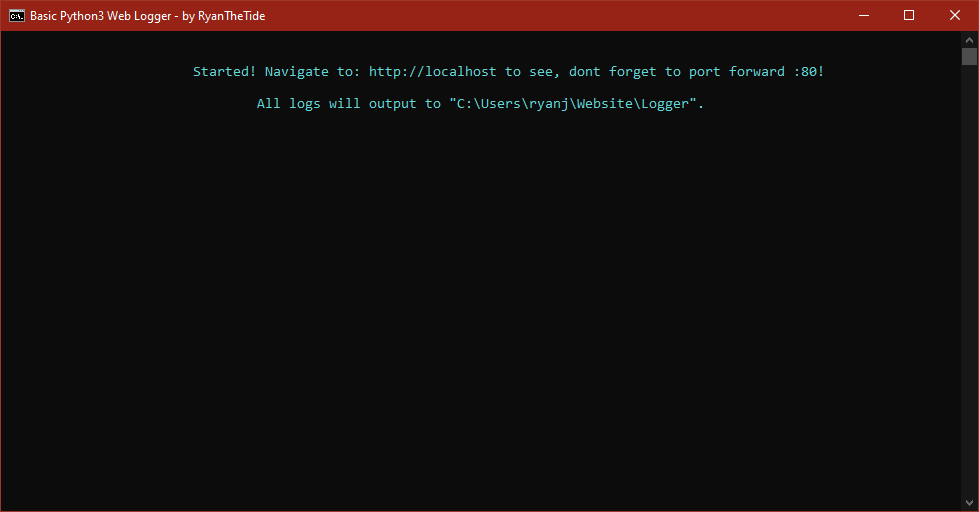 Basic Python3 Web Logger - by RyanTheTide
Started! Navigate to: http://localhost to see, dont forget to port forward :80!
All logs will output to "C:\Users\ryanj\Website\Logger".